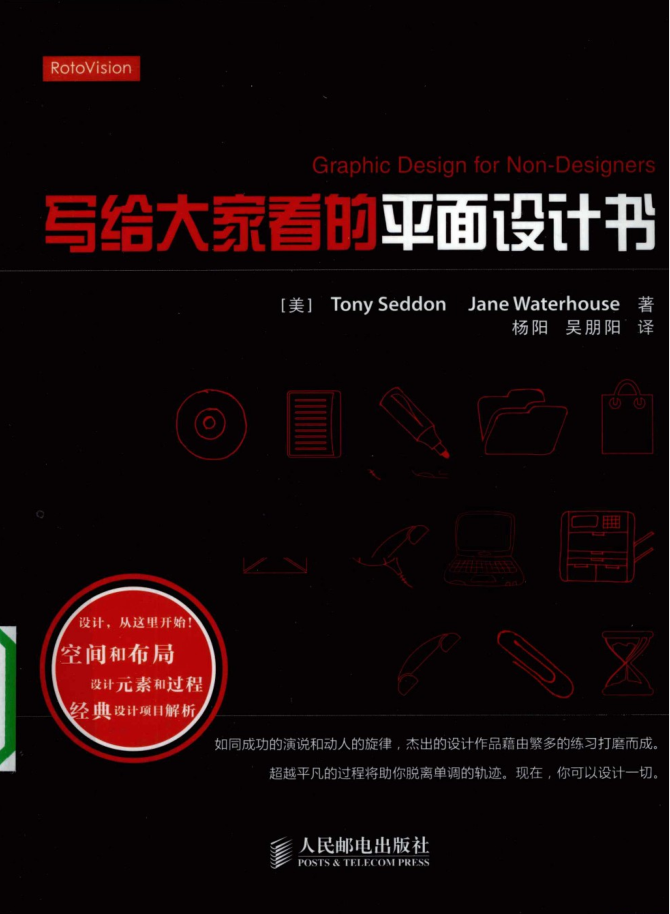 RotoVision
Graphic Design for Non-Designers
写给大家看的平面设计书
[美] Tony Seddon Jane Waterhouse 著
杨阳 吴朋阳 译
设计，从这里开始！
空间和布局
设计元素和过程
经典设计项目解析
如同成功的演说和动人的旋律，杰出的设计作品藉由繁多的练习打磨而成。
超越平凡的过程将助你脱离单调的轨迹。现在，你可以设计一切。
人民邮电出版社
POSTS & TELECOM PRESS